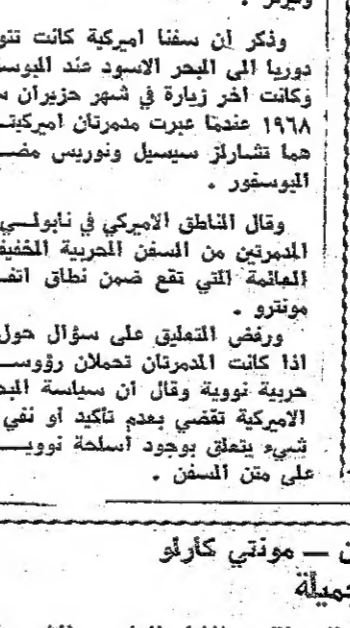 وذكر ان سفنا اميركية كانت تتو
دوريا الى البحر الاسود عند البوسـ
وكانت اخر زيارة في شهر حزيران سـ
١٩٦٨ عندما عبرت مدمرتان اميركيتـ
هما تشارلز سيسيل ونوريس مضـ
البوسفور .
وقال الناطق الاميركي في نابولـي
المدمرتين من السفن الحربية الخفيفـ
العائمة التي تقع ضمن نطاق اتفـ
مونترو .
ورفض التعليق على سؤال حول
اذا كانت المدمرتان تحملان رؤوسـ
حربية نووية وقال ان سياسة البحـ
الاميركية تقضي بعدم تأكيد او نفي
شيء يتعلق بوجود أسلحة نوويـ
على متن السفن .
ن — مونتي كارلو
جميلة